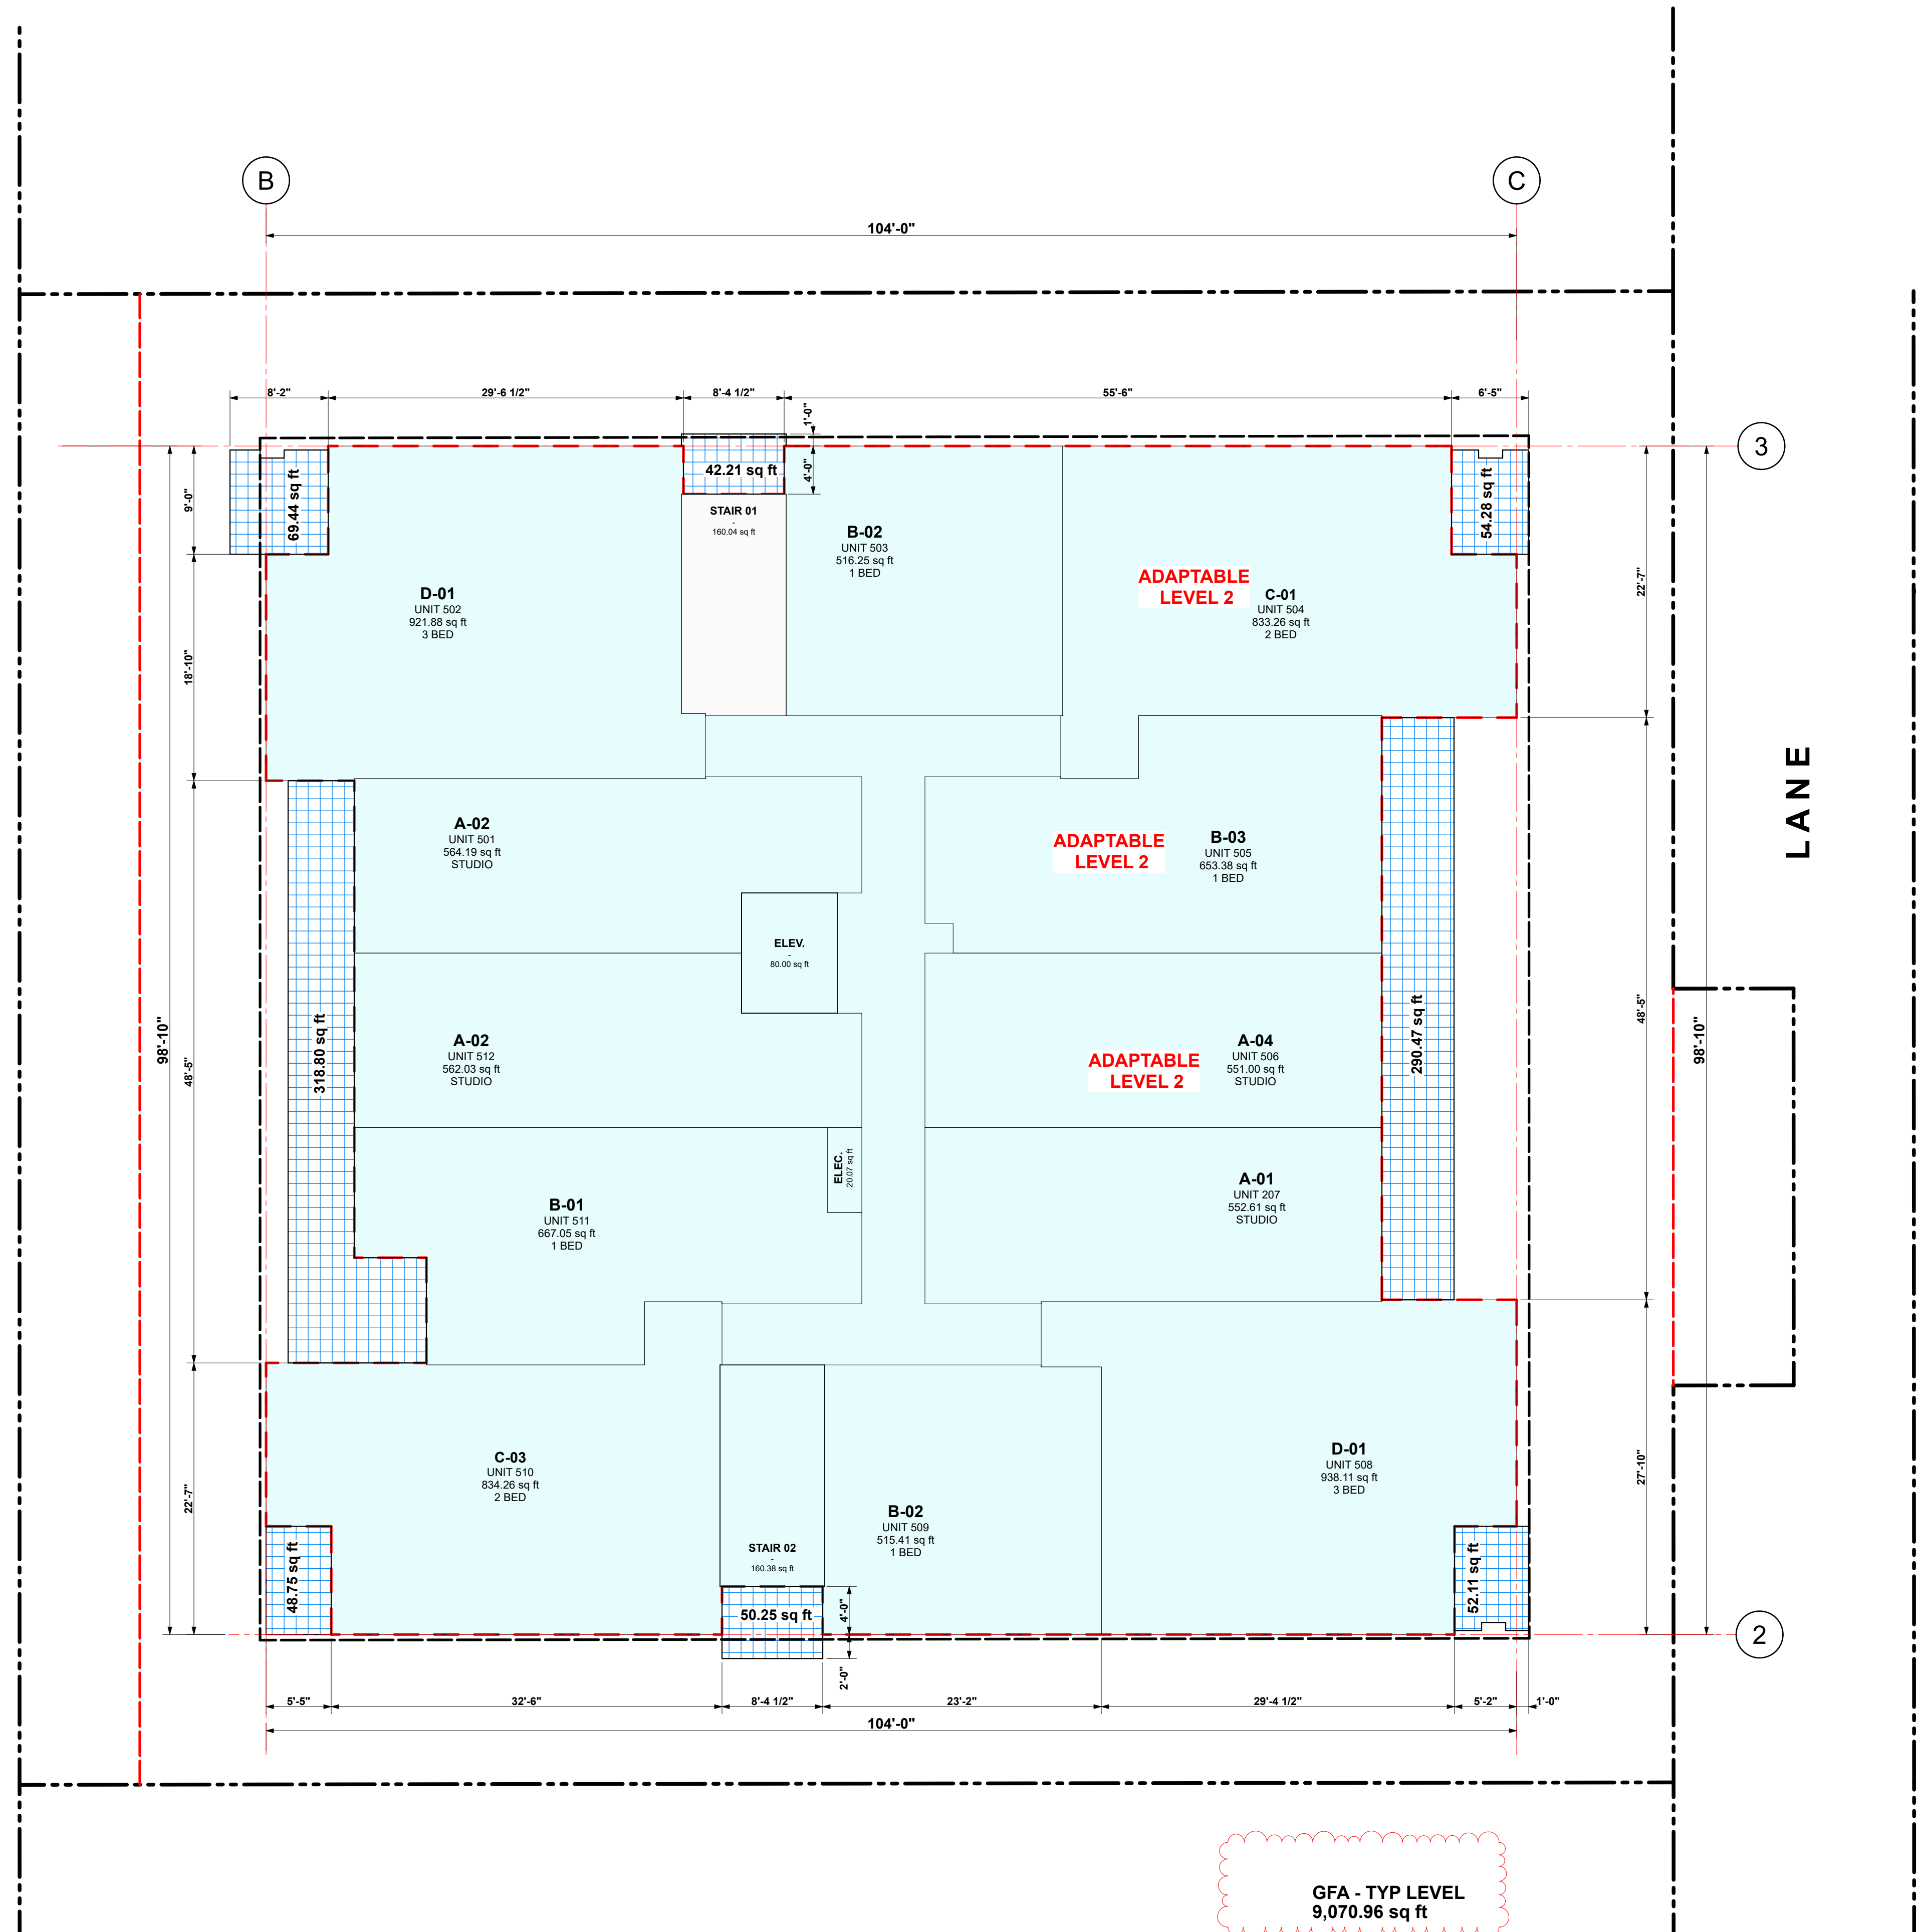 B
C
104'-0"
8'-2"
29'-6 1/2"
8'-4 1/2"
55'-6"
6'-5"
1'-0"
4'-0"
3
9'-0"
69.44 sq ft
42.21 sq ft
54.28 sq ft
STAIR 01
-
160.04 sq ft
B-02
UNIT 503
516.25 sq ft
1 BED
ADAPTABLE
LEVEL 2
C-01
UNIT 504
833.26 sq ft
2 BED
D-01
UNIT 502
921.88 sq ft
3 BED
22'-7"
18'-10"
LANE
A-02
UNIT 501
564.19 sq ft
STUDIO
ADAPTABLE
LEVEL 2
B-03
UNIT 505
653.38 sq ft
1 BED
ELEV.
-
80.00 sq ft
98'-10"
48'-5"
318.80 sq ft
A-02
UNIT 512
562.03 sq ft
STUDIO
ADAPTABLE
LEVEL 2
A-04
UNIT 506
551.00 sq ft
STUDIO
290.47 sq ft
48'-5"
98'-10"
B-01
UNIT 511
667.05 sq ft
1 BED
ELEC.
20.07 sq ft
A-01
UNIT 207
552.61 sq ft
STUDIO
22'-7"
C-03
UNIT 510
834.26 sq ft
2 BED
D-01
UNIT 508
938.11 sq ft
3 BED
27'-10"
B-02
UNIT 509
515.41 sq ft
1 BED
STAIR 02
-
160.38 sq ft
48.75 sq ft
50.25 sq ft
4'-0"
52.11 sq ft
2
2'-0"
5'-5"
32'-6"
8'-4 1/2"
23'-2"
29'-4 1/2"
5'-2"
1'-0"
104'-0"
GFA - TYP LEVEL
9,070.96 sq ft